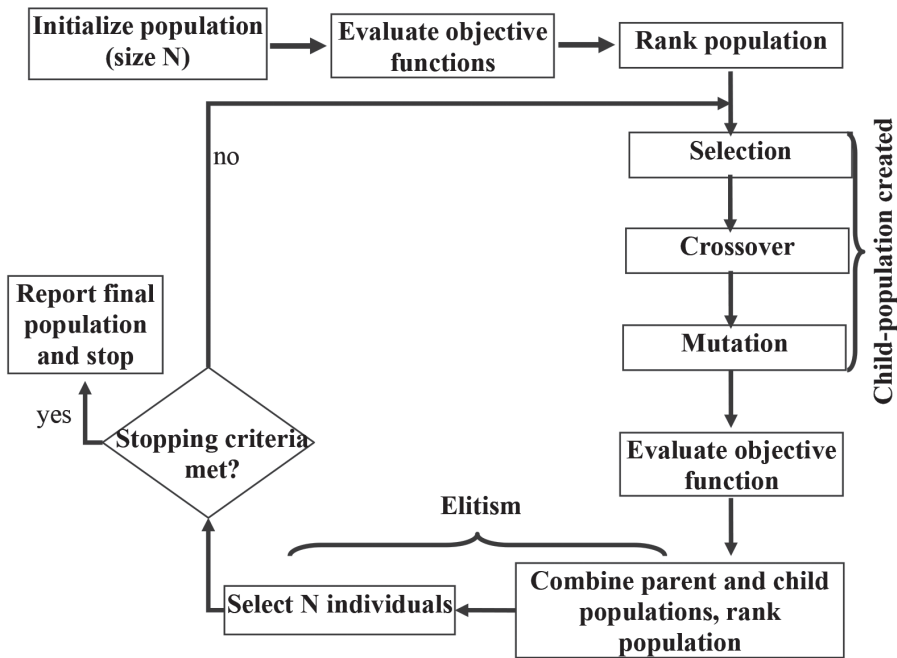 Initialize population
(size N)
Evaluate objective
functions
Rank population
Selection
Crossover
Mutation
Child-population created
Evaluate objective
function
Elitism
Combine parent and child
populations, rank
population
Select N individuals
Stopping criteria
met?
no
yes
Report final
population
and stop